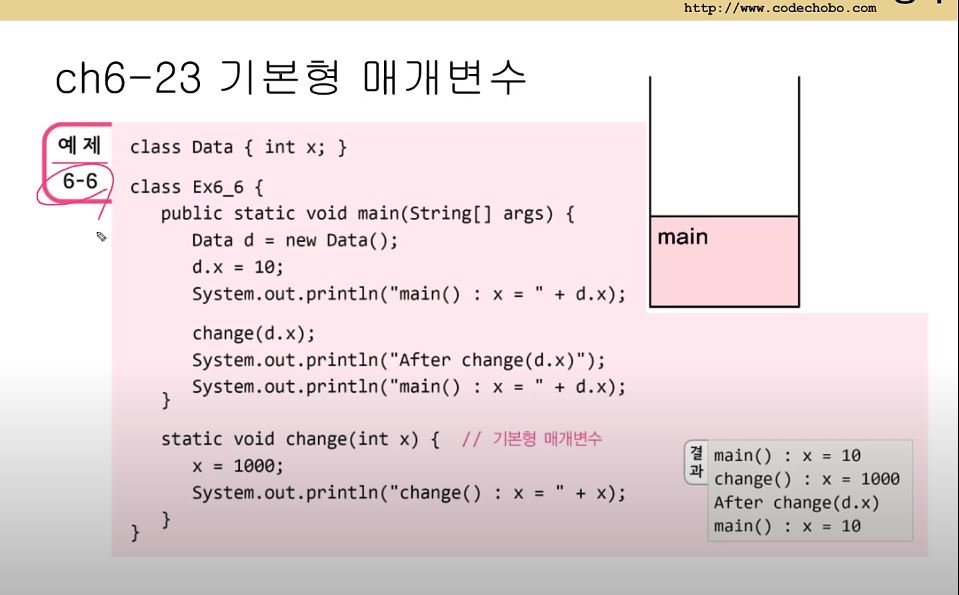 http://www.codechobo.com
ch6-23 기본형 매개변수
예제
6-6
class Data { int x; }
class Ex6_6 {
public static void main(String[] args) {
Data d = new Data();
d.x = 10;
System.out.println("main() : x = " + d.x);
change(d.x);
System.out.println("After change(d.x)");
System.out.println("main() : x = " + d.x);
}
static void change(int x) { // 기본형 매개변수
x = 1000;
System.out.println("change() : x = " + x);
}
}
main
결과
main() : x = 10
change() : x = 1000
After change(d.x)
main() : x = 10